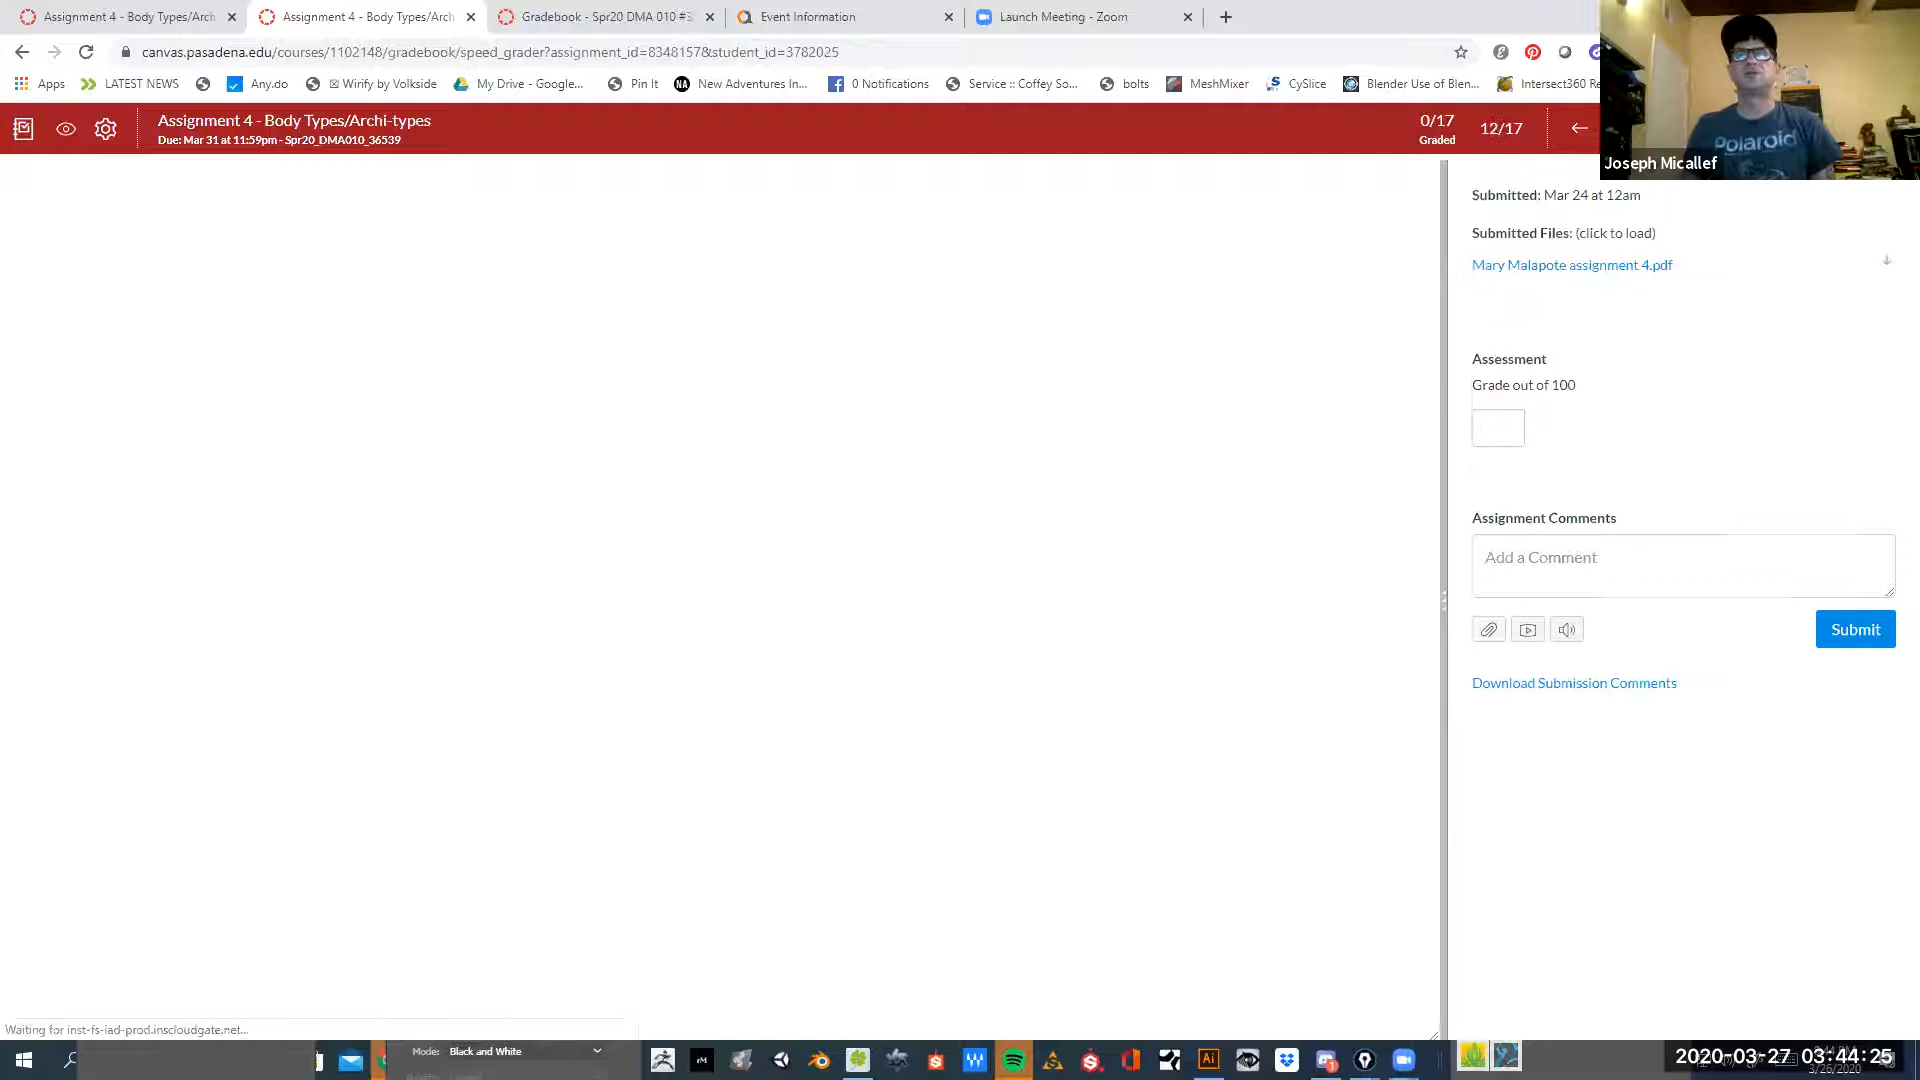 Assignment 4 - Body Types/Arch
Assignment 4 - Body Types/Arch
Gradebook - Spr20 DMA 010 #3
Event Information
Launch Meeting - Zoom
canvas.pasadena.edu/courses/1102148/gradebook/speed_grader?assignment_id=8348157&student_id=3782025
Apps
LATEST NEWS
Any.do
Wirify by Volkside
My Drive - Google...
Pin It
NA
New Adventures In...
0 Notifications
Service :: Coffey So...
bolts
MeshMixer
CySlice
Blender Use of Blen...
Intersect360 Re
Polaroid
Joseph Micallef
Assignment 4 - Body Types/Archi-types
Due: Mar 31 at 11:59pm - Spr20_DMA010_36539
0/17
Graded
12/17
Submitted: Mar 24 at 12am
Submitted Files: (click to load)
Mary Malapote assignment 4.pdf
Assessment
Grade out of 100
Assignment Comments
Add a Comment
Submit
Download Submission Comments
Waiting for inst-fs-iad-prod.inscloudgate.net...
Mode: Black and White
Ai
2020-03-27 03:44:25
3/26/2020